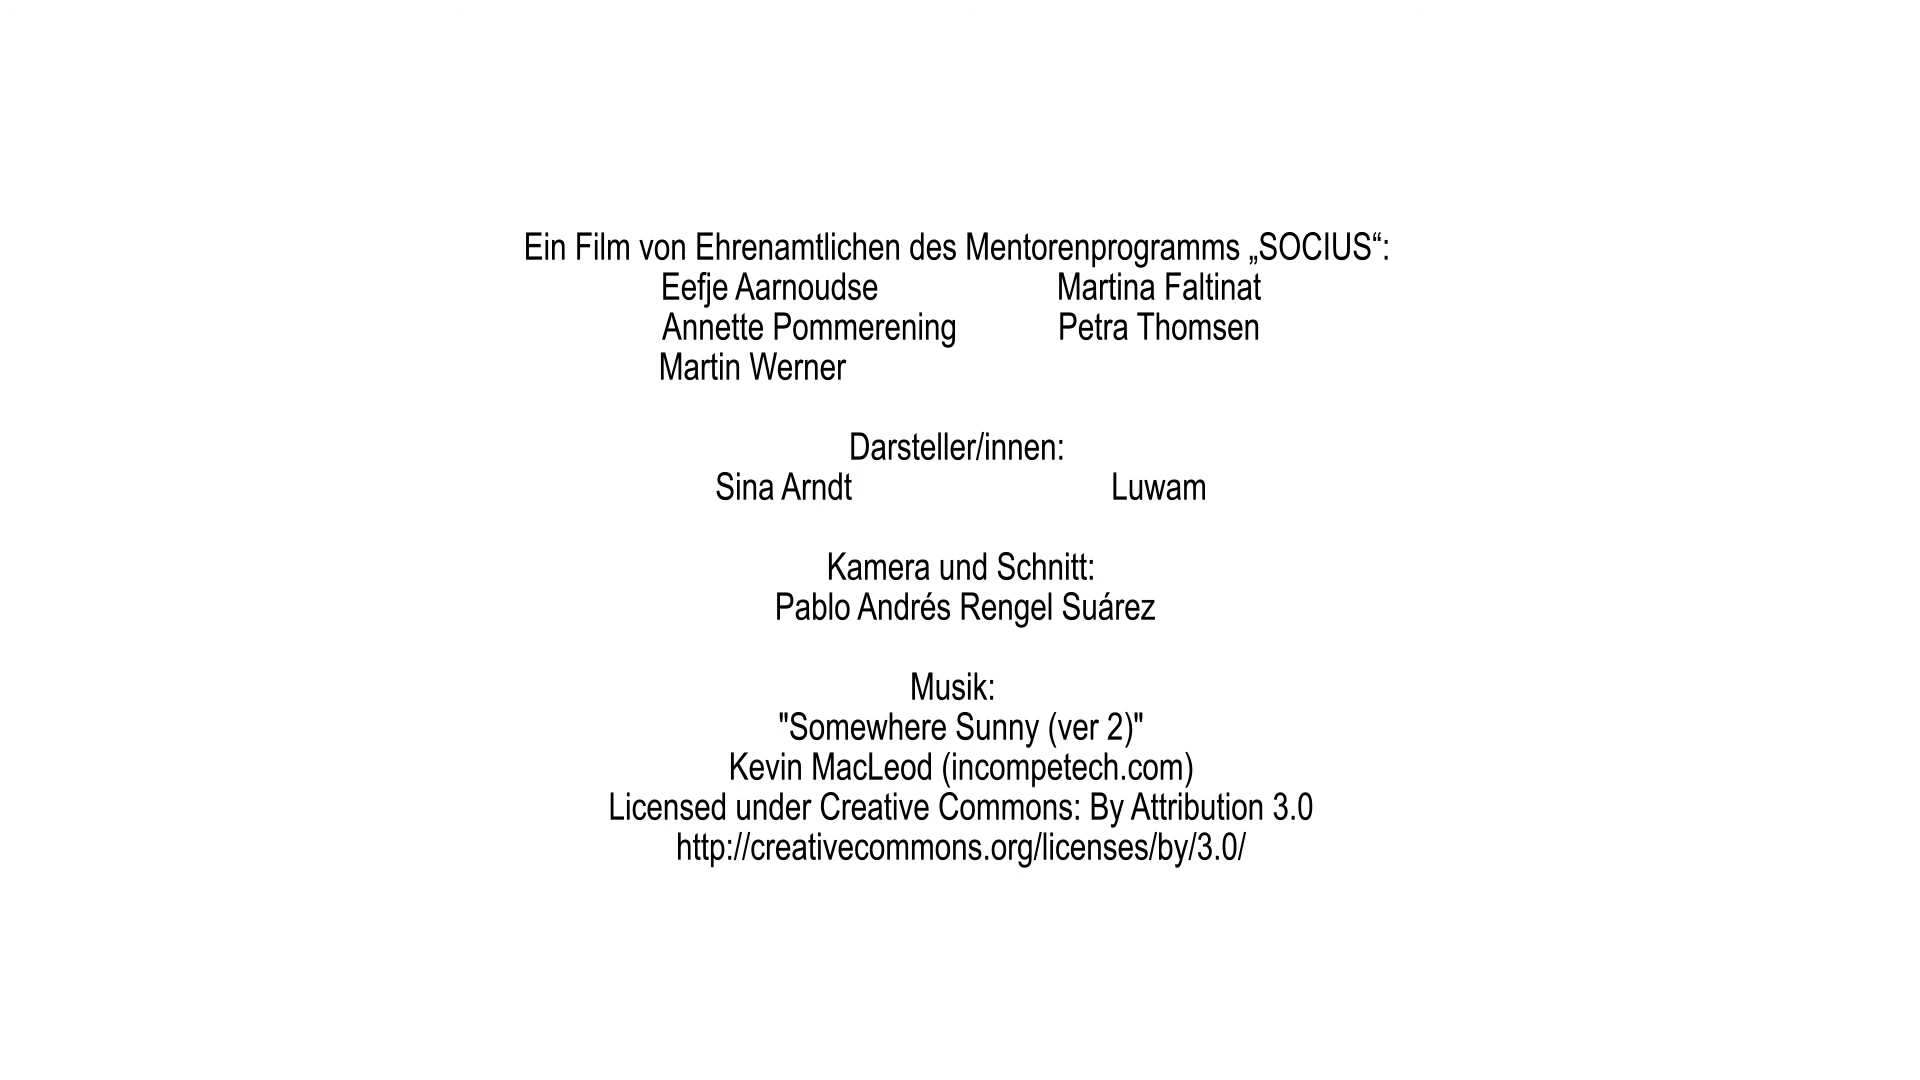 Ein Film von Ehrenamtlichen des Mentorenprogramms „SOCIUS“:
Eefje Aarnoudse Martina Faltinat
Annette Pommerening Petra Thomsen
Martin Werner
Darsteller/innen:
Sina Arndt Luwam
Kamera und Schnitt:
Pablo Andrés Rengel Suárez
Musik:
"Somewhere Sunny (ver 2)"
Kevin MacLeod (incompetech.com)
Licensed under Creative Commons: By Attribution 3.0
http://creativecommons.org/licenses/by/3.0/